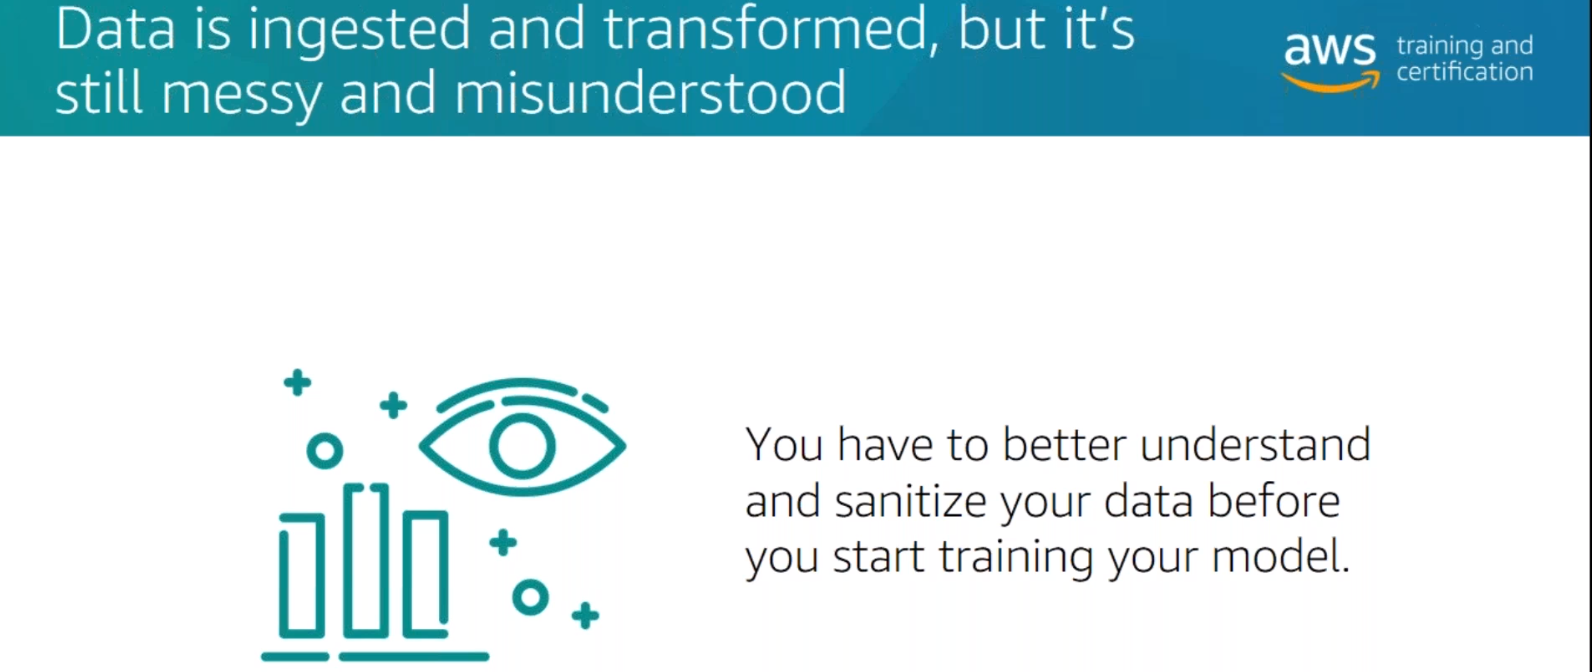 Data is ingested and transformed, but it's
still messy and misunderstood
aws training and
certification
You have to better understand
and sanitize your data before
you start training your model.